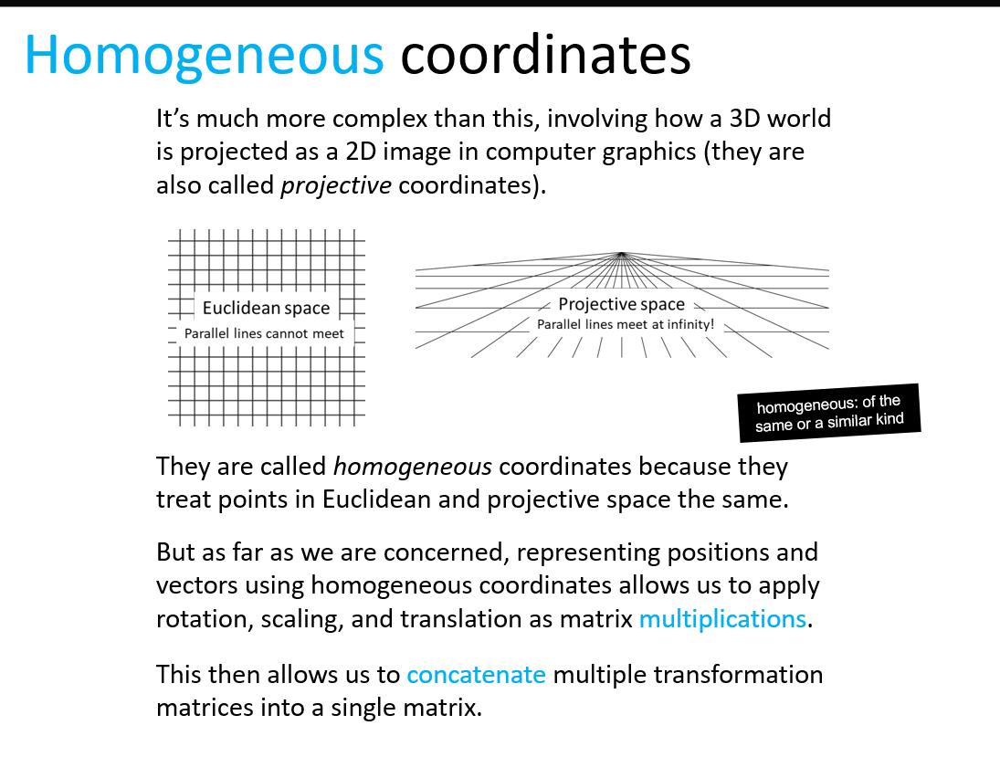 Homogeneous coordinates
It’s much more complex than this, involving how a 3D world
is projected as a 2D image in computer graphics (they are
also called projective coordinates).
Euclidean space
Parallel lines cannot meet
Projective space
Parallel lines meet at infinity!
homogeneous: of the
same or a similar kind
They are called homogeneous coordinates because they
treat points in Euclidean and projective space the same.
But as far as we are concerned, representing positions and
vectors using homogeneous coordinates allows us to apply
rotation, scaling, and translation as matrix multiplications.
This then allows us to concatenate multiple transformation
matrices into a single matrix.